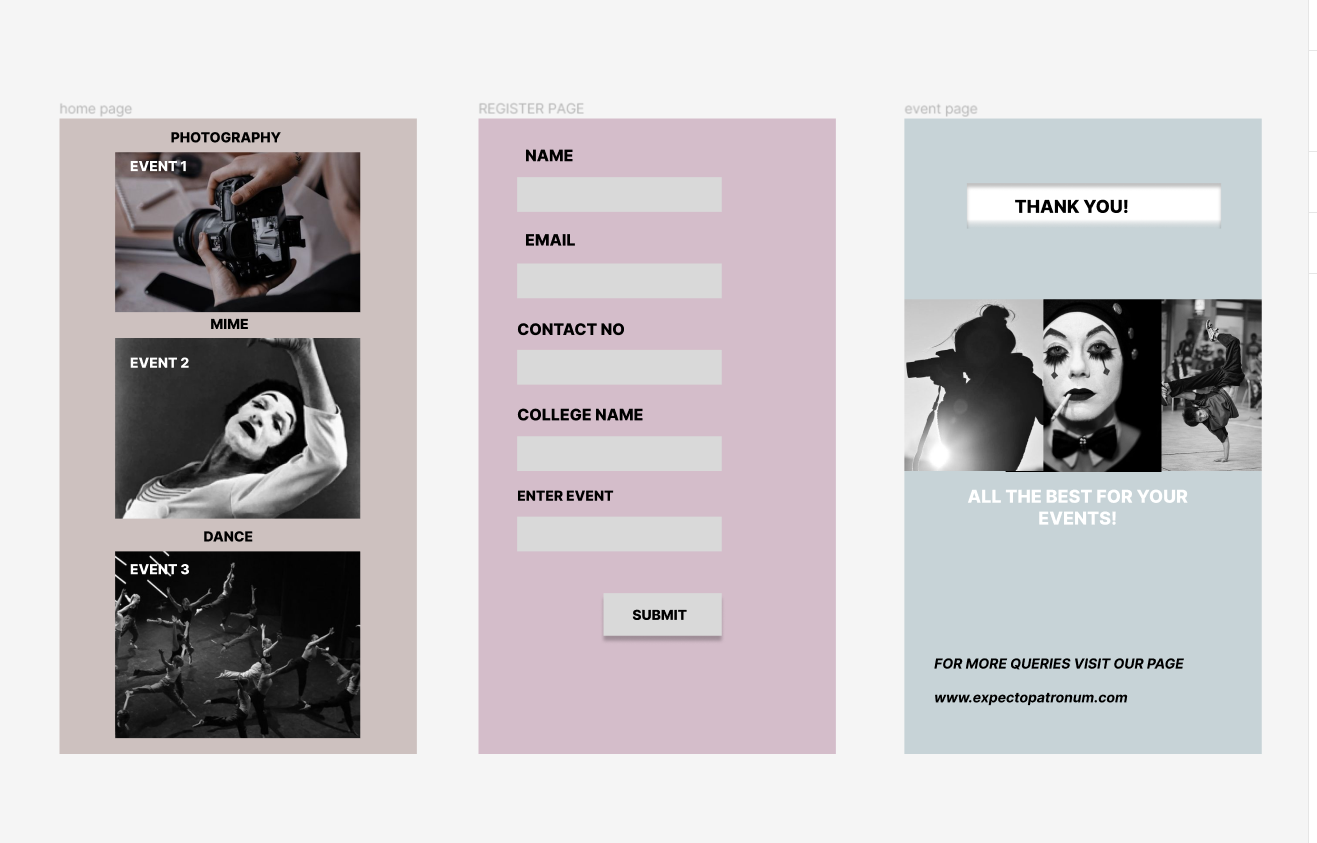 home page
PHOTOGRAPHY
EVENT 1
MIME
EVENT 2
DANCE
EVENT 3
REGISTER PAGE
NAME
EMAIL
CONTACT NO
COLLEGE NAME
ENTER EVENT
SUBMIT
event page
THANK YOU!
ALL THE BEST FOR YOUR
EVENTS!
FOR MORE QUERIES VISIT OUR PAGE
www.expectopatronum.com